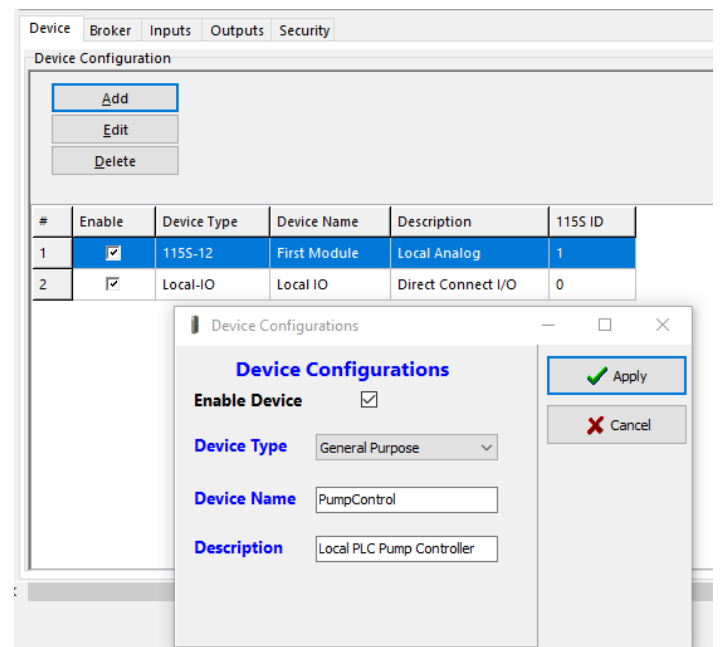 Device Broker Inputs Outputs Security
Device Configuration
Add
Edit
Delete
# Enable Device Type Device Name Description 115S ID
1 115S-12 First Module Local Analog 1
2 Local-IO Local IO Direct Connect I/O 0
Device Configurations
Device Configurations
Enable Device
Device Type General Purpose
Device Name PumpControl
Description Local PLC Pump Controller
Apply
Cancel